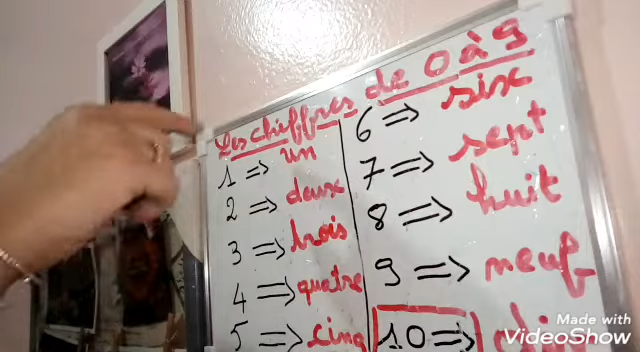 Les chiffres de 0 à 9
1 => un
2 => deux
3 => trois
4 => quatre
5 => cinq
6 => six
7 => sept
8 => huit
9 => neuf
10 =>
Made with
VideoShow